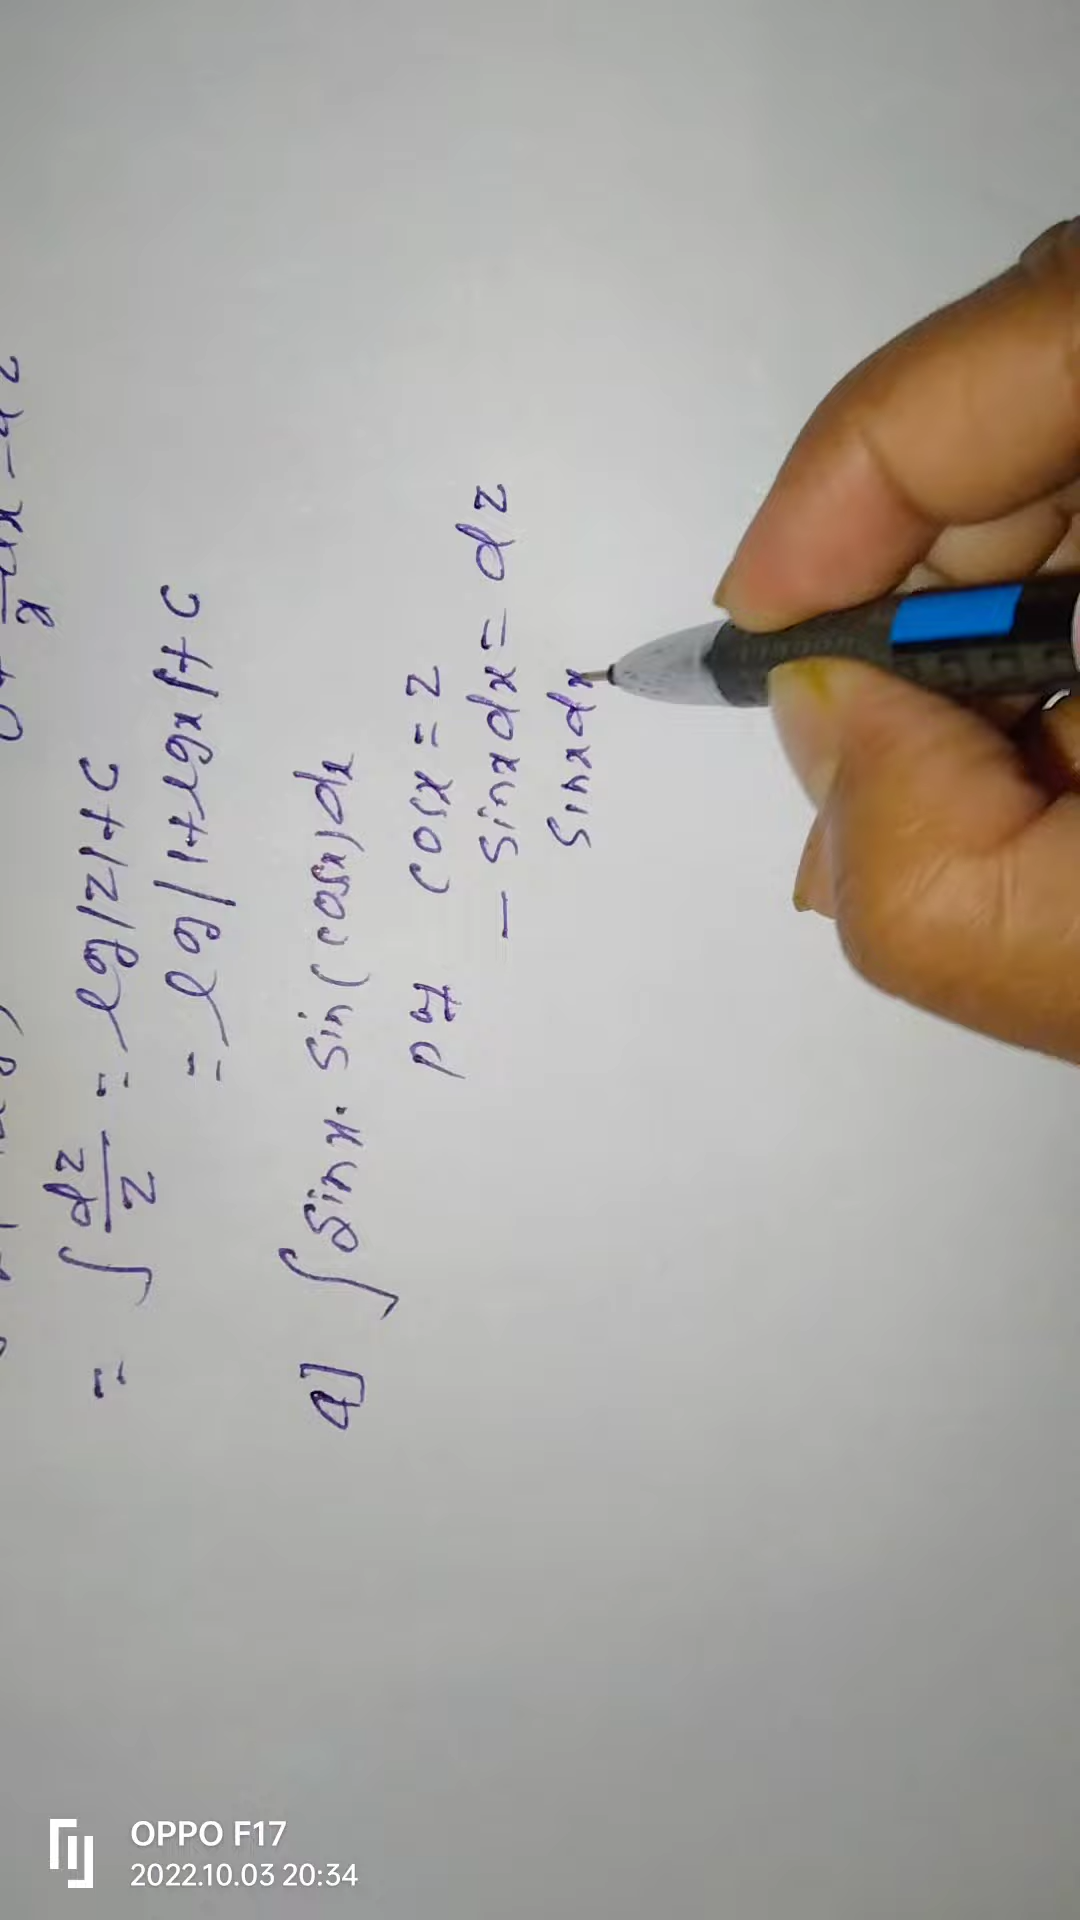 = ∫ dz/z = log|z|+c
= log|1+logx|+c
4] ∫ sinx. sin(cosx)dx
put cosx = z
- sinxdx = dz
sinxdx
OPPO F17
2022.10.03 20:34